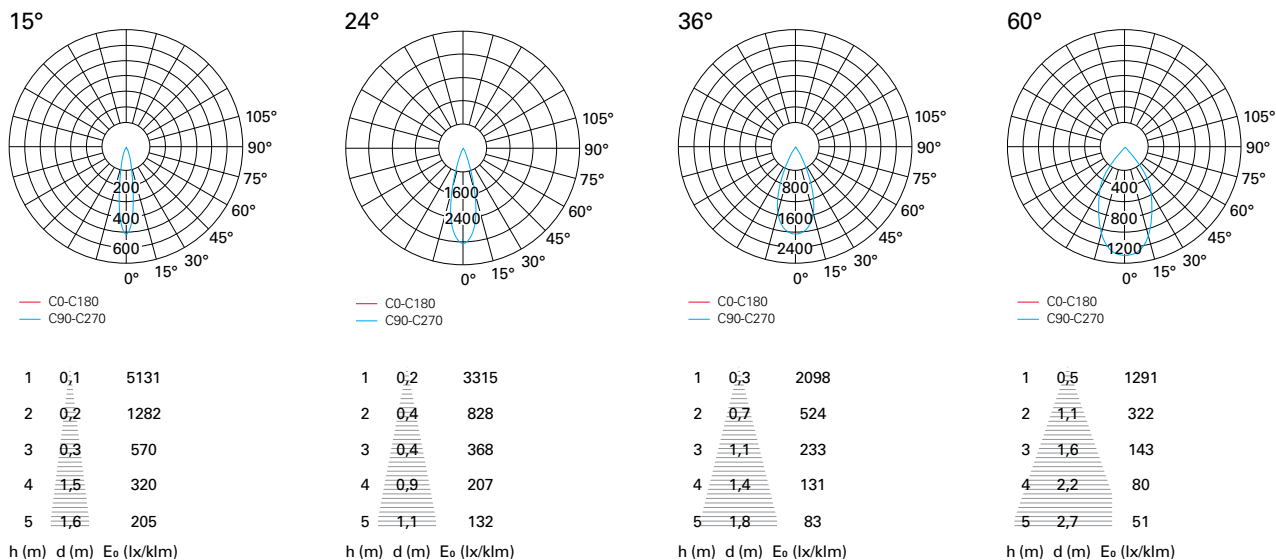 15° 24° 36° 60°
105° 105° 105° 105°
90° 90° 90° 90°
200 1600 800 400
75° 75° 75° 75°
400 2400 1600 800
60° 60° 60° 60°
600 2400 1200
45° 45° 45° 45°
30° 30° 30° 30°
15° 15° 15° 15°
0° 0° 0° 0°
C0-C180 C0-C180 C0-C180 C0-C180
C90-C270 C90-C270 C90-C270 C90-C270
1 0,1 5131 1 0,2 3315 1 0,3 2098 1 0,5 1291
2 0,2 1282 2 0,4 828 2 0,7 524 2 1,1 322
3 0,3 570 3 0,4 368 3 1,1 233 3 1,6 143
4 1,5 320 4 0,9 207 4 1,4 131 4 2,2 80
5 1,6 205 5 1,1 132 5 1,8 83 5 2,7 51
h (m) d (m) E₀ (lx/klm) h (m) d (m) E₀ (lx/klm) h (m) d (m) E₀ (lx/klm) h (m) d (m) E₀ (lx/klm)